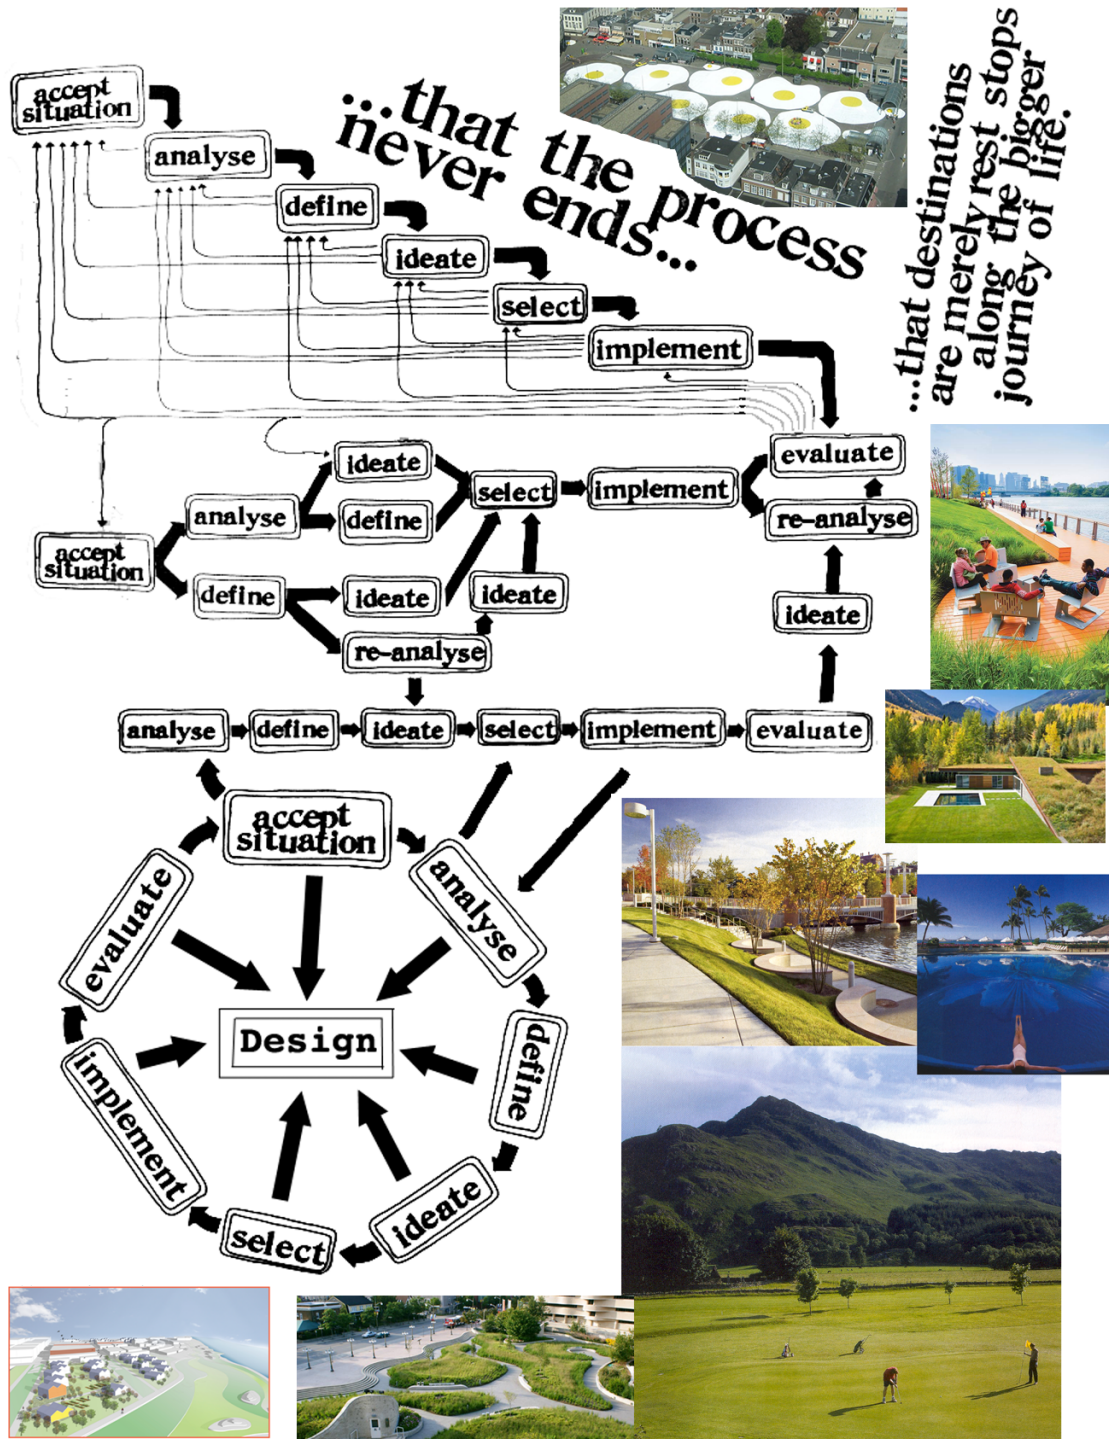 accept
situation
analyse
define
ideate
select
implement
evaluate
...that the process
never ends...
...that destinations
are merely rest stops
along the bigger
journey of life.
accept
situation
analyse
define
ideate
define
ideate
re-analyse
ideate
select
implement
evaluate
re-analyse
ideate
analyse
define
ideate
select
implement
evaluate
accept
situation
analyse
define
ideate
select
implement
evaluate
Design